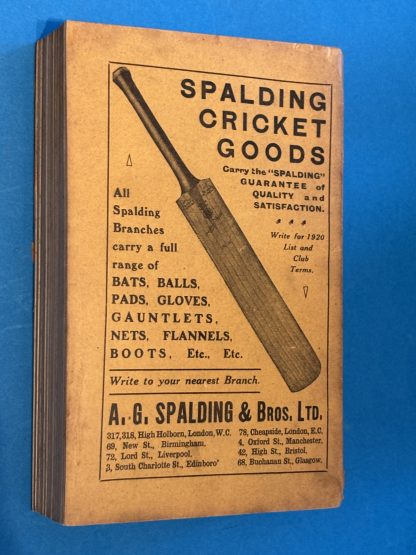 SPALDING
CRICKET
GOODS
Carry the "SPALDING"
GUARANTEE of
QUALITY and
SATISFACTION.
Write for 1920
List and
Club
Terms.
All
Spalding
Branches
carry a full
range of
BATS, BALLS,
PADS, GLOVES,
GAUNTLETS,
NETS, FLANNELS,
BOOTS, Etc., Etc.
Write to your nearest Branch.
A. G. SPALDING & BROS. LTD.
317,318, High Holborn, London, W.C.
69, New St., Birmingham.
72, Lord St., Liverpool.
3, South Charlotte St., Edinboro'
78, Cheapside, London, E.C.
4, Oxford St., Manchester.
42, High St., Bristol.
68, Buchanan St., Glasgow.